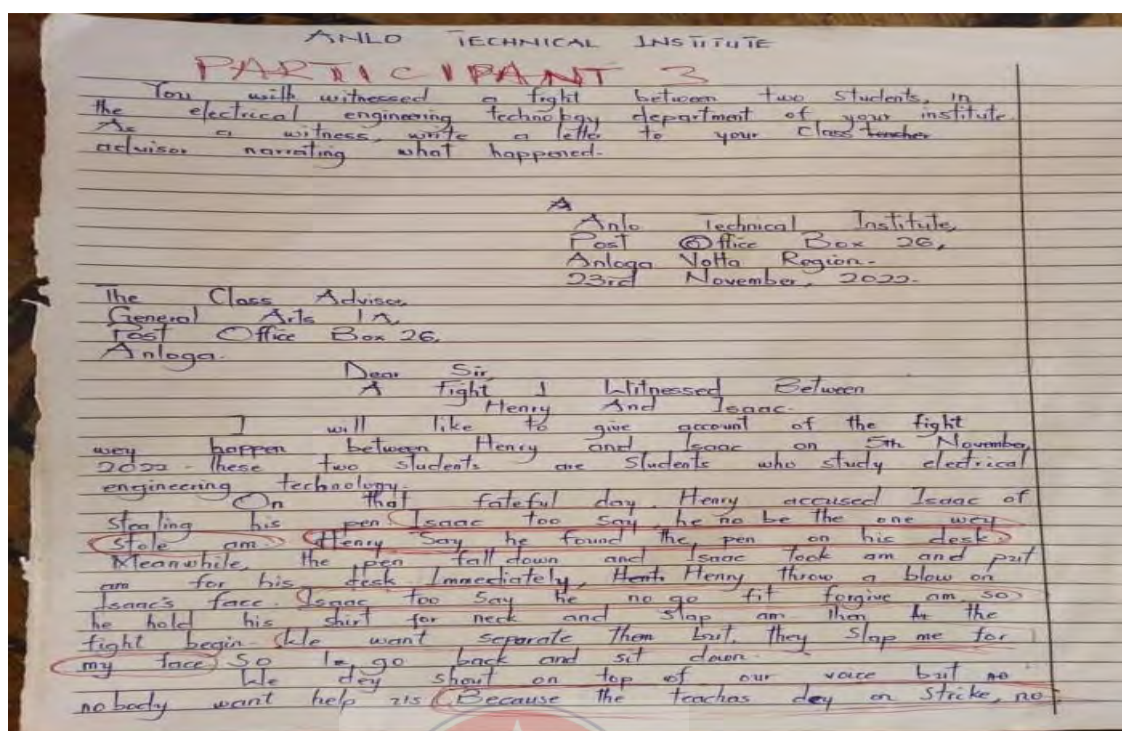 ANLO TECHNICAL INSTITUTE
PARTICIPANT 3
You with witnessed a fight between two students, in
the electrical engineering technology department of your institute.
As a witness, write a letter to your class teacher
advisor narrating what happened.
A
Anlo Technical Institute,
Post Office Box 26,
Anloga Volta Region.
23rd November, 2022.
The Class Advisor
General Arts 1A
Post Office Box 26,
Anloga.
Dear Sir
A Fight I Witnessed Between
Henry And Isaac.
I will like to give account of the fight
wey happen between Henry and Isaac on 5th November,
2022. These two students are students who study electrical
engineering technology.
On that fateful day, Henry accused Isaac of
stealing his pen. Isaac too say, he no be the one wey
stole am. Henry say he found the pen on his desk.
Meanwhile, the pen fall down and Isaac took am and put
am for his desk. Immediately, Henry throw a blow on
Isaac's face. Isaac too say he no go fit forgive am, so
he hold his shirt for neck and slap am then the
fight begin. We want separate them but, they slap me for
my face. So I go back and sit down.
We dey shout on top of our voice but no
nobody want help us. Because the teachas dey on strike, no